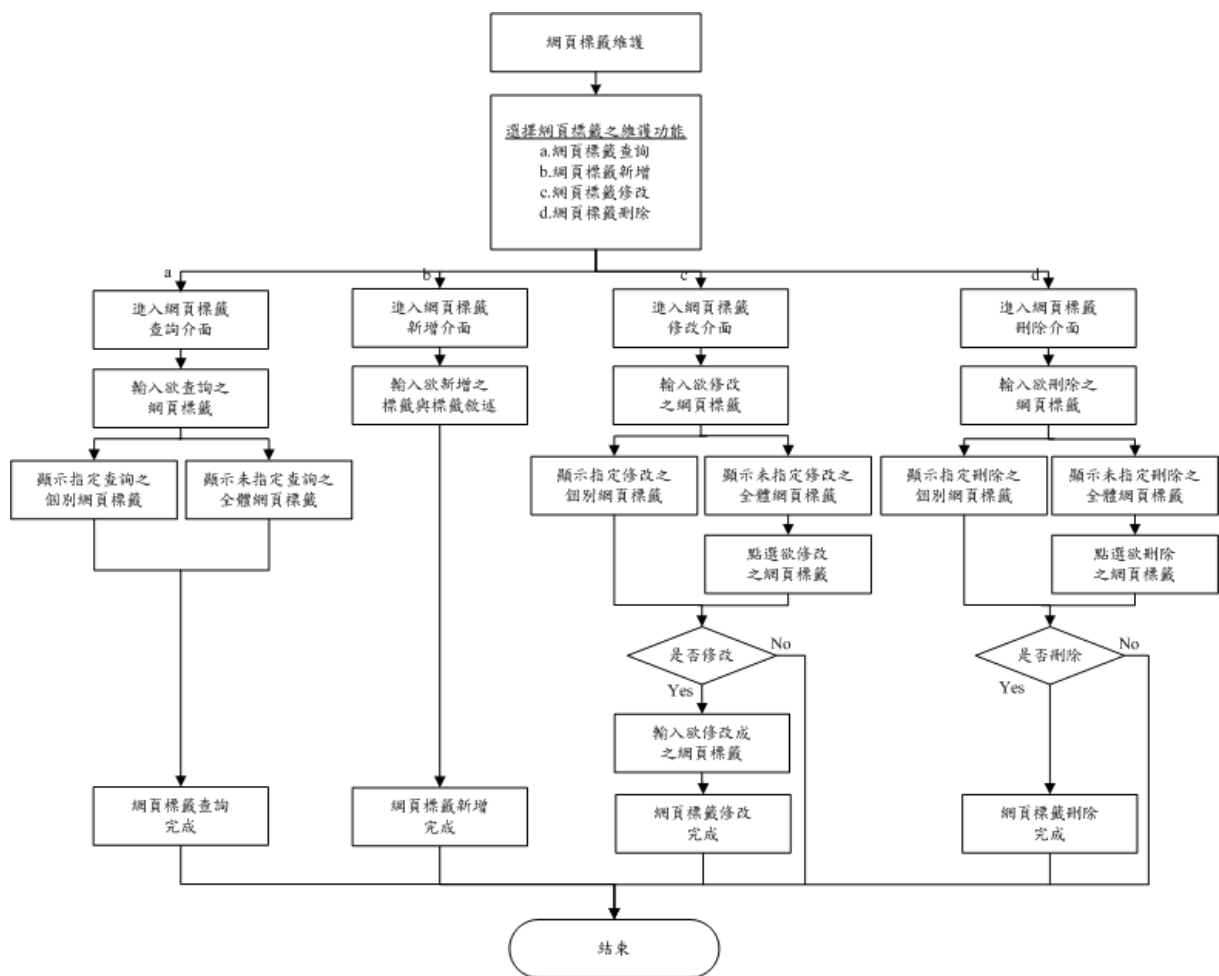 網頁標籤維護
選擇網頁標籤之維護功能
a.網頁標籤查詢
b.網頁標籤新增
c.網頁標籤修改
d.網頁標籤刪除
a
b
c
d
進入網頁標籤
查詢介面
進入網頁標籤
新增介面
進入網頁標籤
修改介面
進入網頁標籤
刪除介面
輸入欲查詢之
網頁標籤
輸入欲新增之
標籤與標籤敘述
輸入欲修改
之網頁標籤
輸入欲刪除之
網頁標籤
顯示指定查詢之
個別網頁標籤
顯示未指定查詢之
全體網頁標籤
顯示指定修改之
個別網頁標籤
顯示未指定修改之
全體網頁標籤
顯示指定刪除之
個別網頁標籤
顯示未指定刪除之
全體網頁標籤
點選欲修改
之網頁標籤
點選欲刪除
之網頁標籤
是否修改
No
Yes
是否刪除
No
Yes
輸入欲修改成
之網頁標籤
網頁標籤查詢
完成
網頁標籤新增
完成
網頁標籤修改
完成
網頁標籤刪除
完成
結束